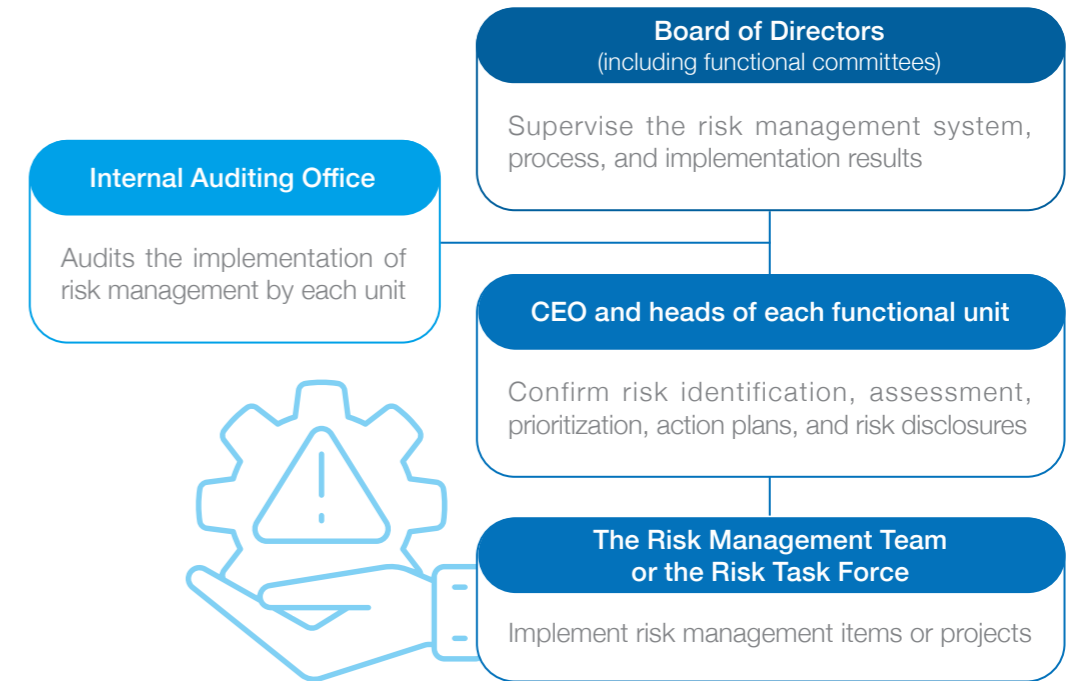 Board of Directors
(including functional committees)
Supervise the risk management system,
process, and implementation results
Internal Auditing Office
Audits the implementation of
risk management by each unit
CEO and heads of each functional unit
Confirm risk identification, assessment,
prioritization, action plans, and risk disclosures
The Risk Management Team
or the Risk Task Force
Implement risk management items or projects